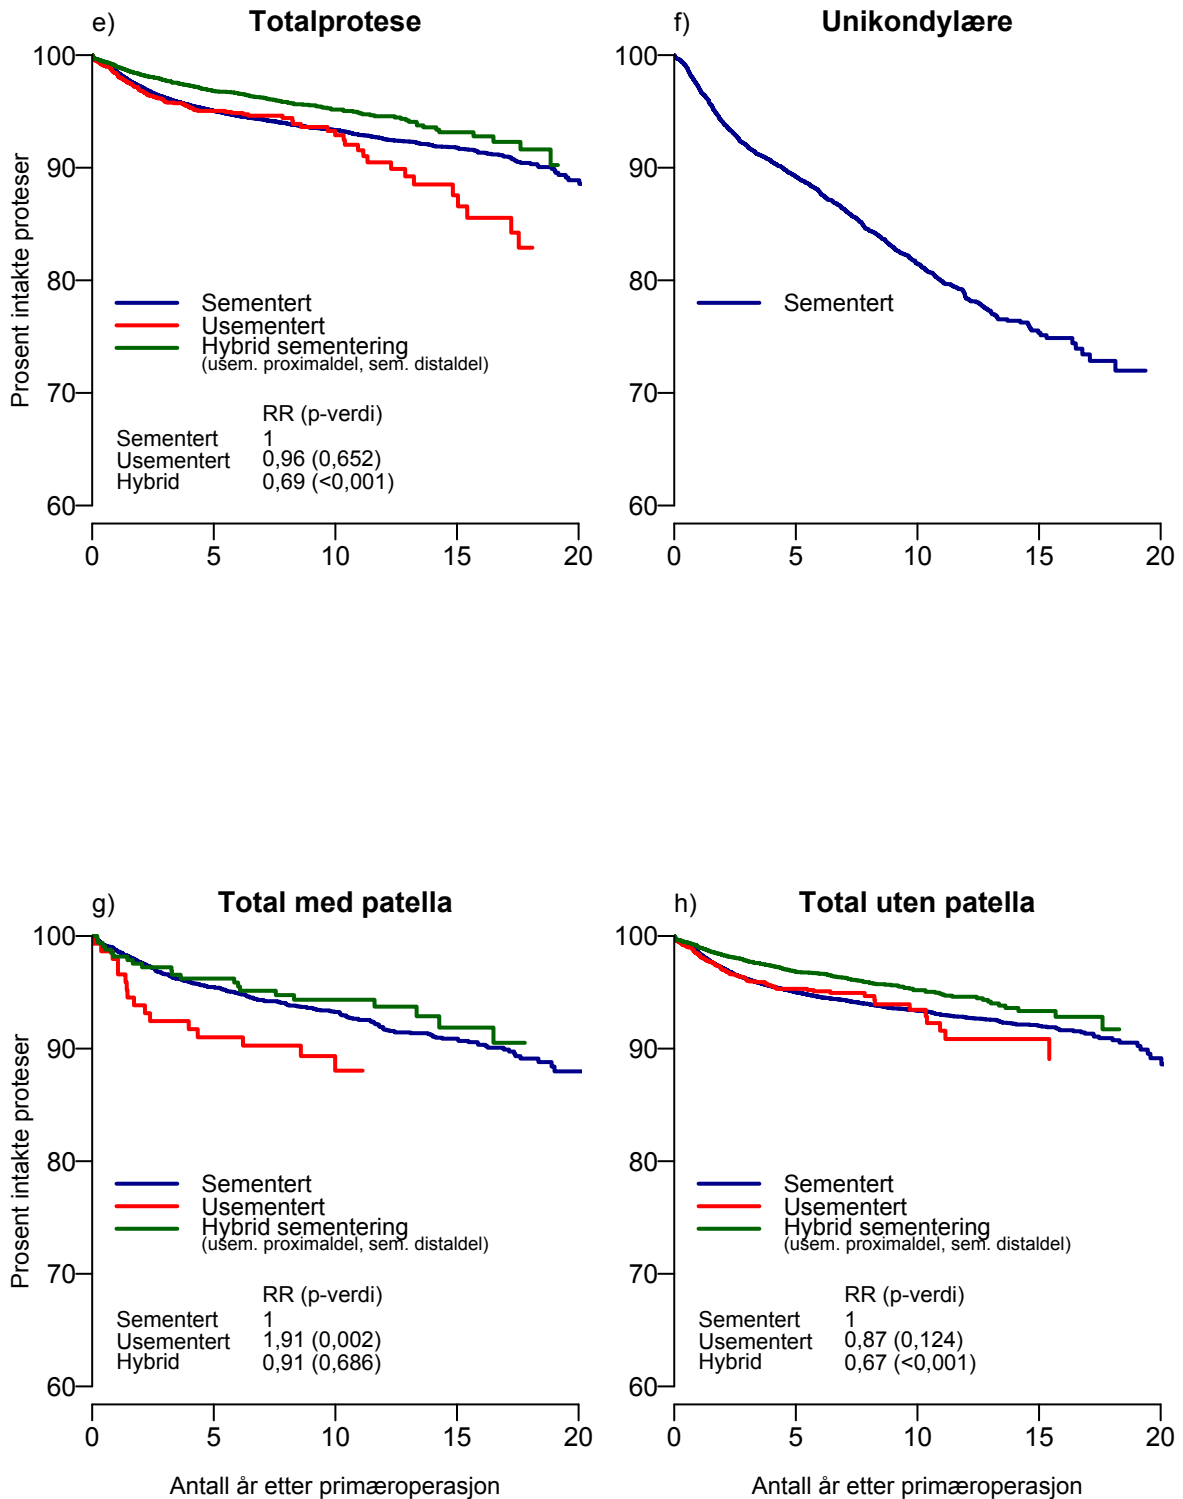 e) Totalprotese
100
90
80
70
60
Prosent intakte proteser
Sementert
Usementert
Hybrid sementering
(usem. proximaldel, sem. distaldel)
RR (p-verdi)
Sementert 1
Usementert 0,96 (0,652)
Hybrid 0,69 (<0,001)
0 5 10 15 20
f) Unikondylære
100
90
80
70
60
Sementert
0 5 10 15 20
g) Total med patella
100
90
80
70
60
Prosent intakte proteser
Sementert
Usementert
Hybrid sementering
(usem. proximaldel, sem. distaldel)
RR (p-verdi)
Sementert 1
Usementert 1,91 (0,002)
Hybrid 0,91 (0,686)
0 5 10 15 20
Antall år etter primæroperasjon
h) Total uten patella
100
90
80
70
60
Sementert
Usementert
Hybrid sementering
(usem. proximaldel, sem. distaldel)
RR (p-verdi)
Sementert 1
Usementert 0,87 (0,124)
Hybrid 0,67 (<0,001)
0 5 10 15 20
Antall år etter primæroperasjon